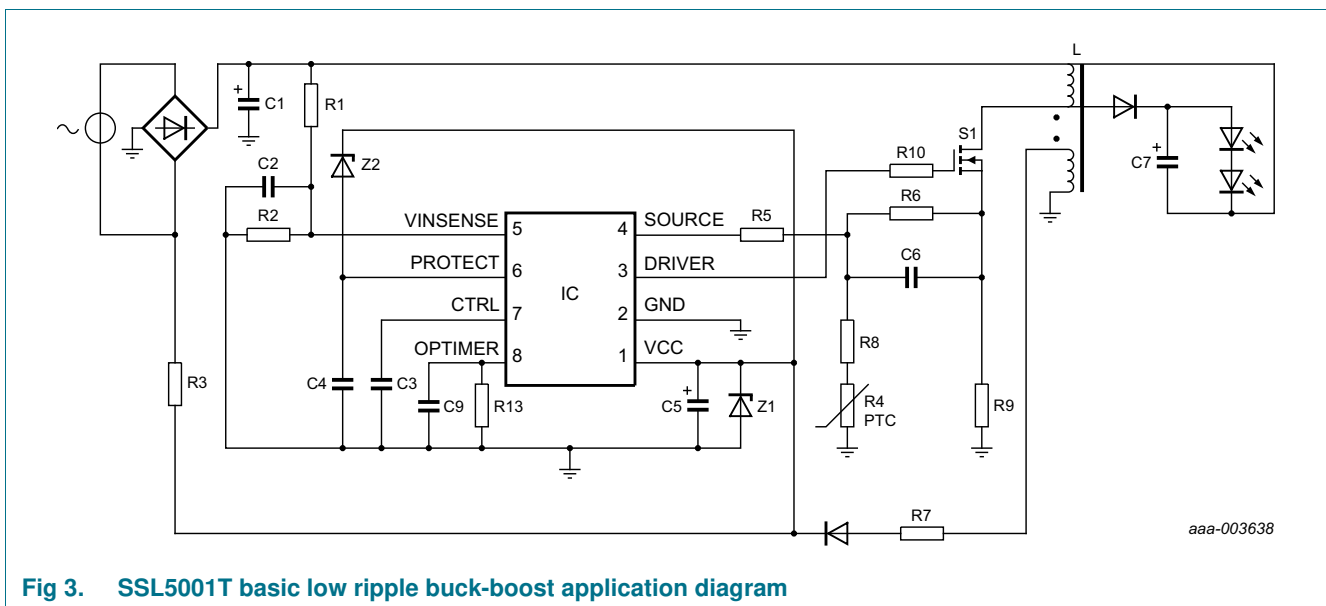 L
C1
R1
S1
R10
C7
C2
Z2
R6
R2
VINSENSE
5
4
SOURCE
R5
PROTECT
6
3
DRIVER
C6
IC
CTRL
7
2
GND
OPTIMER
8
1
VCC
R8
R3
C4
C3
C9
R13
C5
Z1
R4
PTC
R9
R7
aaa-003638
Fig 3. SSL5001T basic low ripple buck-boost application diagram